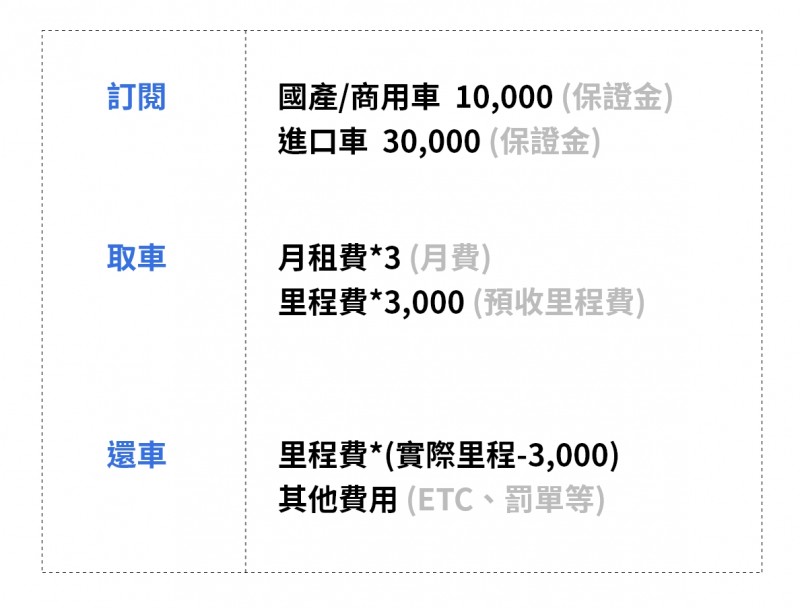 訂閱
國產/商用車 10,000 (保證金)
進口車 30,000 (保證金)
取車
月租費*3 (月費)
里程費*3,000 (預收里程費)
還車
里程費*(實際里程-3,000)
其他費用 (ETC、罰單等)